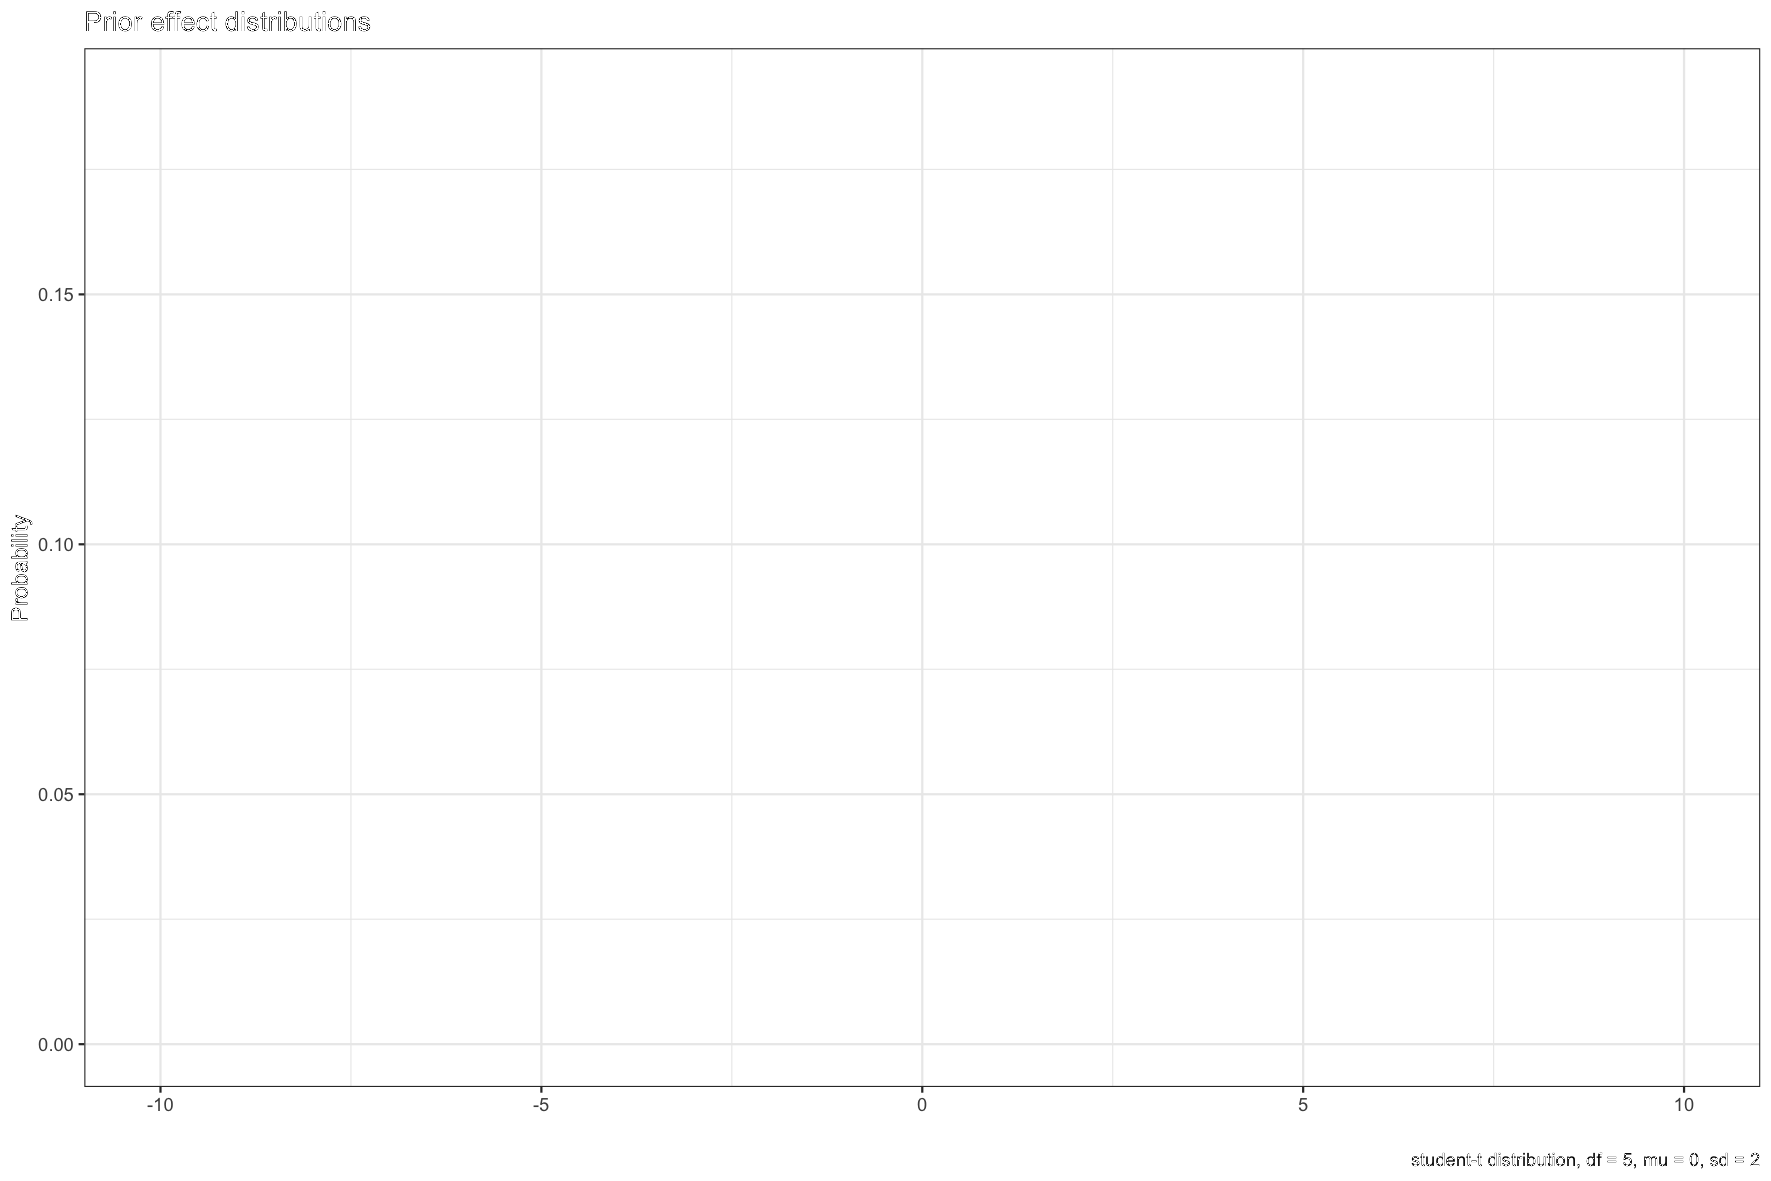 Prior effect distributions
Probability
0.15
0.10
0.05
0.00
-10 -5 0 5 10
student-t distribution, df = 5, mu = 0, sd = 2